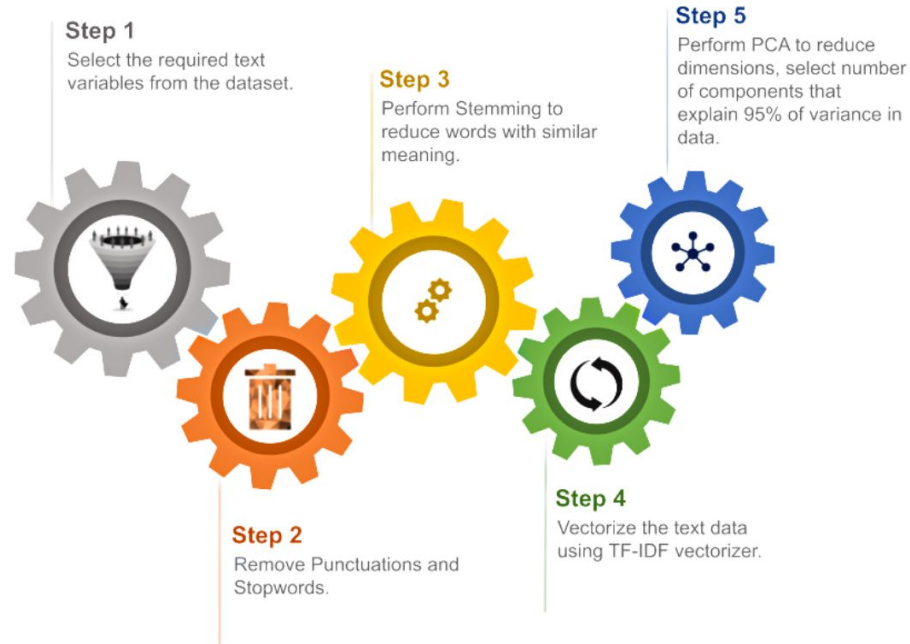 Step 1
Select the required text
variables from the dataset.
Step 2
Remove Punctuations and
Stopwords.
Step 3
Perform Stemming to
reduce words with similar
meaning.
Step 4
Vectorize the text data
using TF-IDF vectorizer.
Step 5
Perform PCA to reduce
dimensions, select number
of components that
explain 95% of variance in
data.